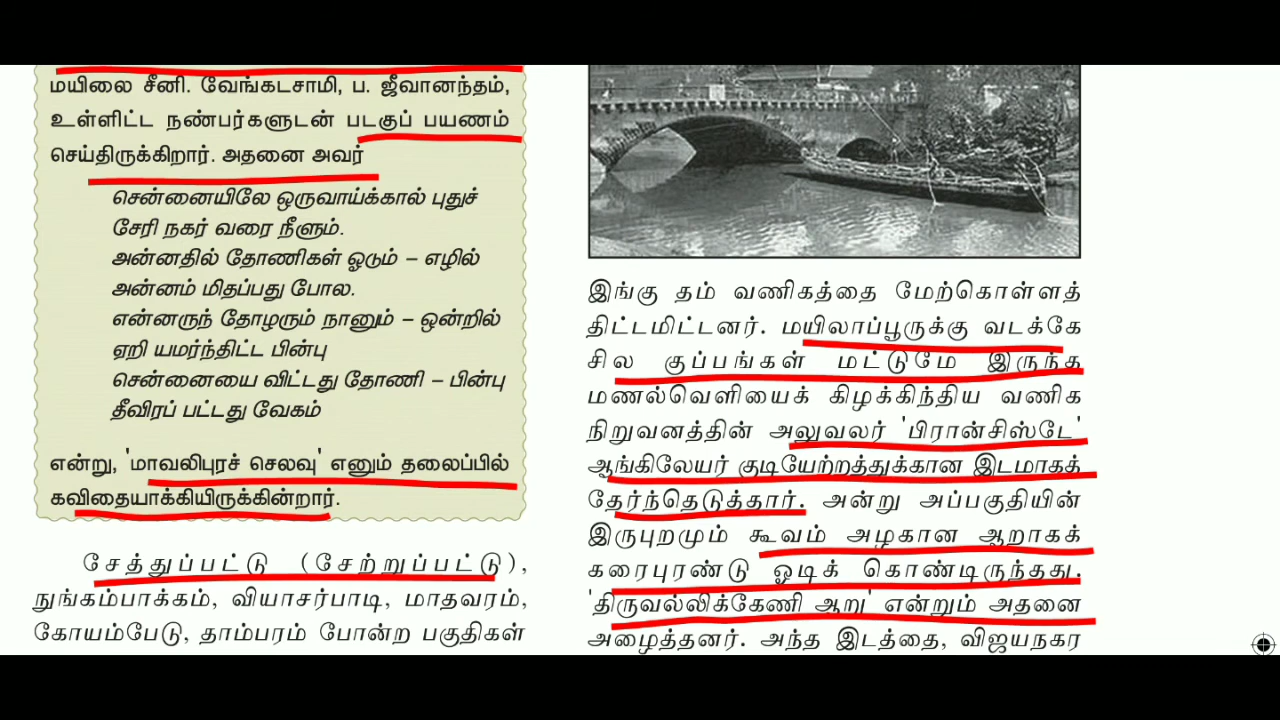 மயிலை சீனி. வேங்கடசாமி, ப. ஜீவானந்தம்,
உள்ளிட்ட நண்பர்களுடன் படகுப் பயணம்
செய்திருக்கிறார். அதனை அவர்
சென்னையிலே ஒருவாய்க்கால் புதுச்
சேரி நகர் வரை நீளும்.
அன்னதில் தோணிகள் ஓடும் – எழில்
அன்னம் மிதப்பது போல.
என்னருந் தோழரும் நானும் – ஒன்றில்
ஏறி யமர்ந்திட்ட பின்பு
சென்னையை விட்டது தோணி – பின்பு
தீவிரப் பட்டது வேகம்
என்று, 'மாவலிபுரச் செலவு' எனும் தலைப்பில்
கவிதையாக்கியிருக்கின்றார்.
சேத்துப்பட்டு (சேற்றுப்பட்டு),
நுங்கம்பாக்கம், வியாசர்பாடி, மாதவரம்,
கோயம்பேடு, தாம்பரம் போன்ற பகுதிகள்
இங்கு தம் வணிகத்தை மேற்கொள்ளத்
திட்டமிட்டனர். மயிலாப்பூருக்கு வடக்கே
சில குப்பங்கள் மட்டுமே இருந்த
மணல்வெளியைக் கிழக்கிந்திய வணிக
நிறுவனத்தின் அலுவலர் 'பிரான்சிஸ்டே'
ஆங்கிலேயர் குடியேற்றத்துக்கான இடமாகத்
தேர்ந்தெடுத்தார். அன்று அப்பகுதியின்
இருபுறமும் கூவம் அழகான ஆறாகக்
கரைபுரண்டு ஓடிக் கொண்டிருந்தது.
'திருவல்லிக்கேணி ஆறு' என்றும் அதனை
அழைத்தனர். அந்த இடத்தை, விஜயநகர